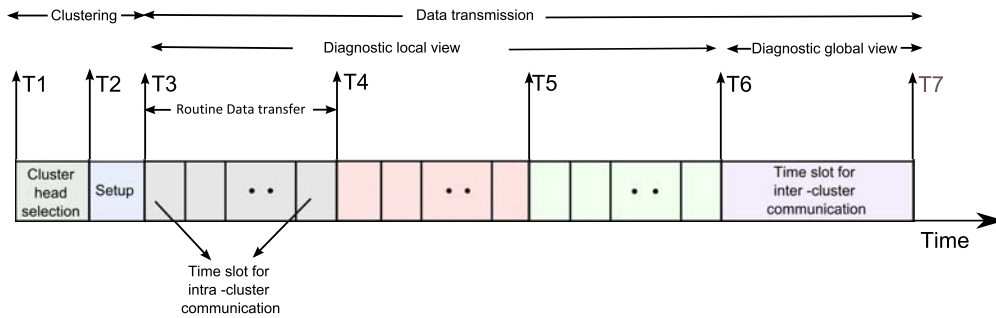 Clustering
Data transmission
Diagnostic local view
Diagnostic global view
T1
T2
T3
T4
T5
T6
T7
Routine Data transfer
Cluster
head
selection
Setup
• •
• •
• •
Time slot for
inter -cluster
communication
Time
Time slot for
intra -cluster
communication